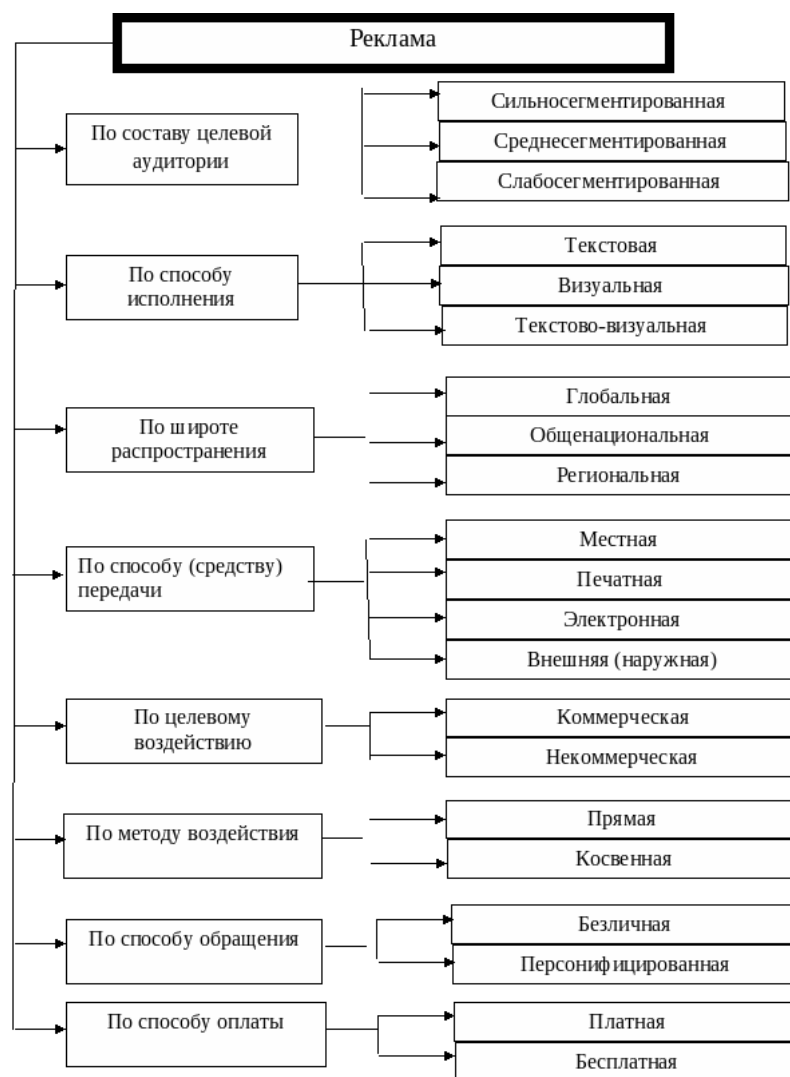 Реклама
По составу целевой
аудитории
Сильносегментированная
Среднесегментированная
Слабосегментированная
По способу
исполнения
Текстовая
Визуальная
Текстово-визуальная
По широте
распространения
Глобальная
Общенациональная
Региональная
По способу (средству)
передачи
Местная
Печатная
Электронная
Внешняя (наружная)
По целевому
воздействию
Коммерческая
Некоммерческая
По методу воздействия
Прямая
Косвенная
По способу обращения
Безличная
Персонифицированная
По способу оплаты
Платная
Бесплатная